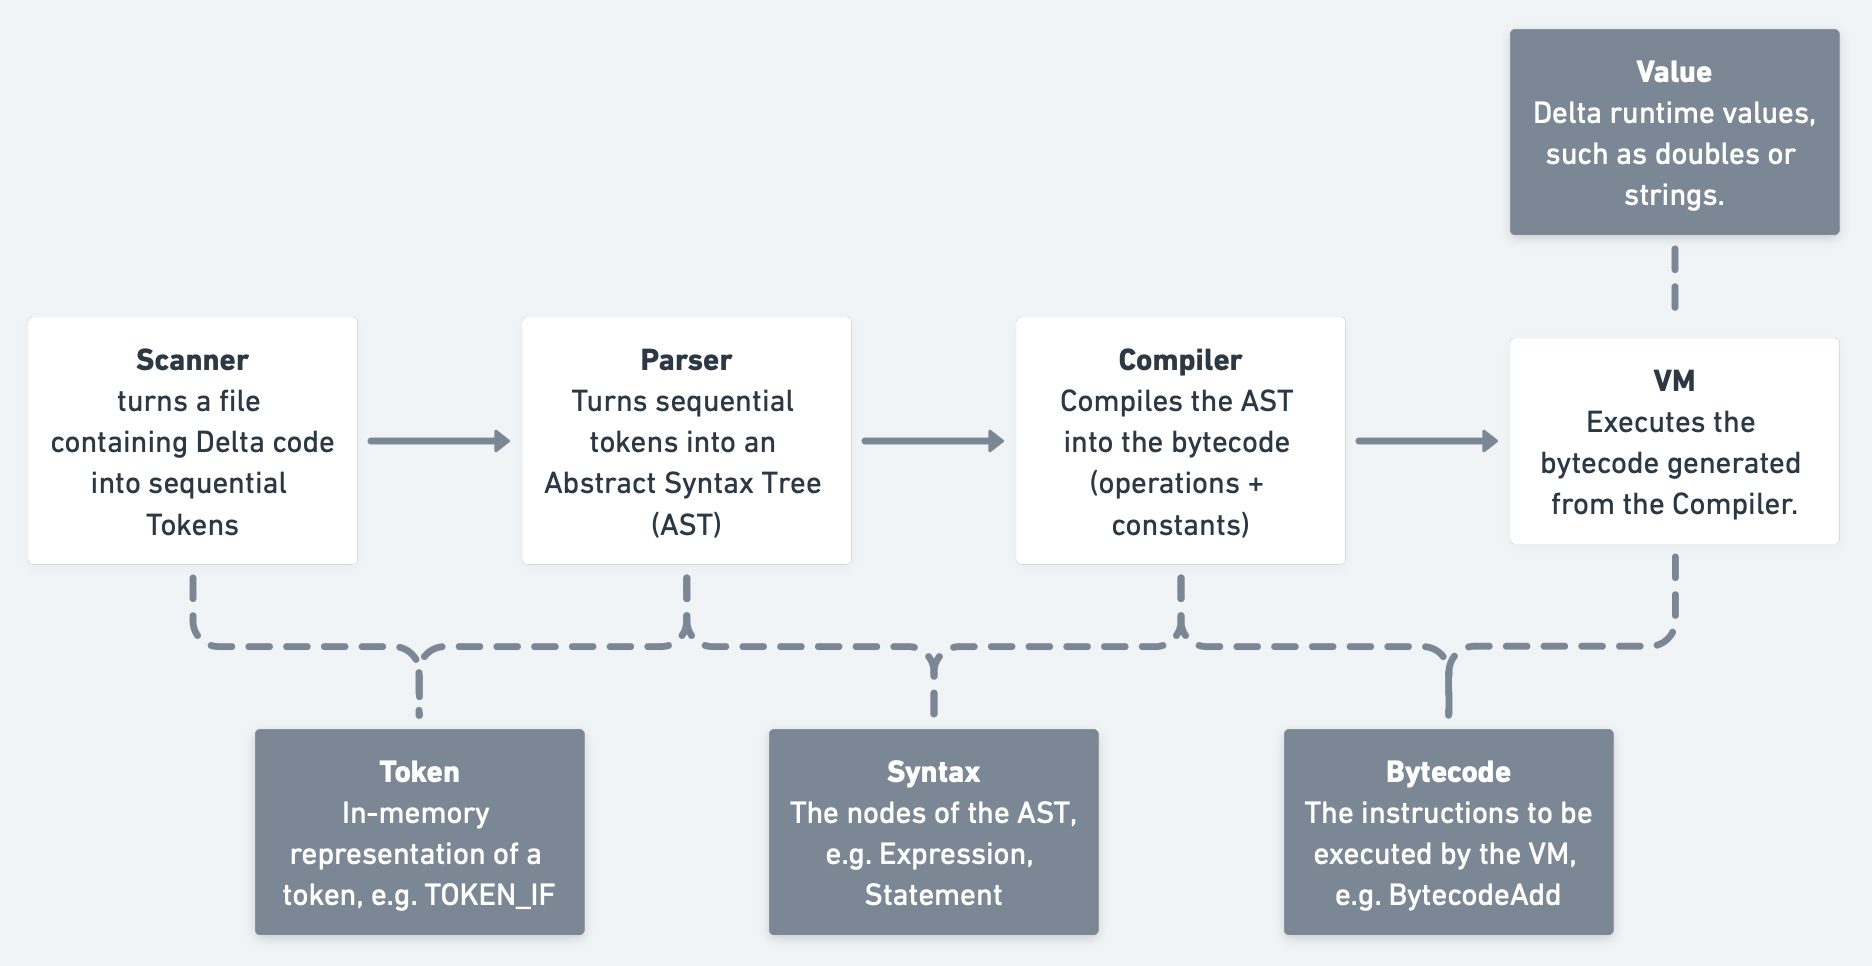 Value
Delta runtime values,
such as doubles or
strings.
Scanner
turns a file
containing Delta code
into sequential
Tokens
Parser
Turns sequential
tokens into an
Abstract Syntax Tree
(AST)
Compiler
Compiles the AST
into the bytecode
(operations +
constants)
VM
Executes the
bytecode generated
from the Compiler.
Token
In-memory
representation of a
token, e.g. TOKEN_IF
Syntax
The nodes of the AST,
e.g. Expression,
Statement
Bytecode
The instructions to be
executed by the VM,
e.g. BytecodeAdd